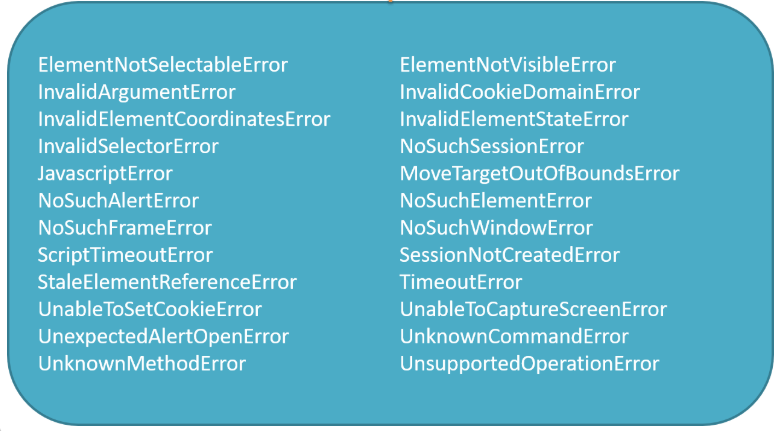 ElementNotSelectableError
InvalidArgumentError
InvalidElementCoordinatesError
InvalidSelectorError
JavascriptError
NoSuchAlertError
NoSuchFrameError
ScriptTimeoutError
StaleElementReferenceError
UnableToSetCookieError
UnexpectedAlertOpenError
UnknownMethodError
ElementNotVisibleError
InvalidCookieDomainError
InvalidElementStateError
NoSuchSessionError
MoveTargetOutOfBoundsError
NoSuchElementError
NoSuchWindowError
SessionNotCreatedError
TimeoutError
UnableToCaptureScreenError
UnknownCommandError
UnsupportedOperationError